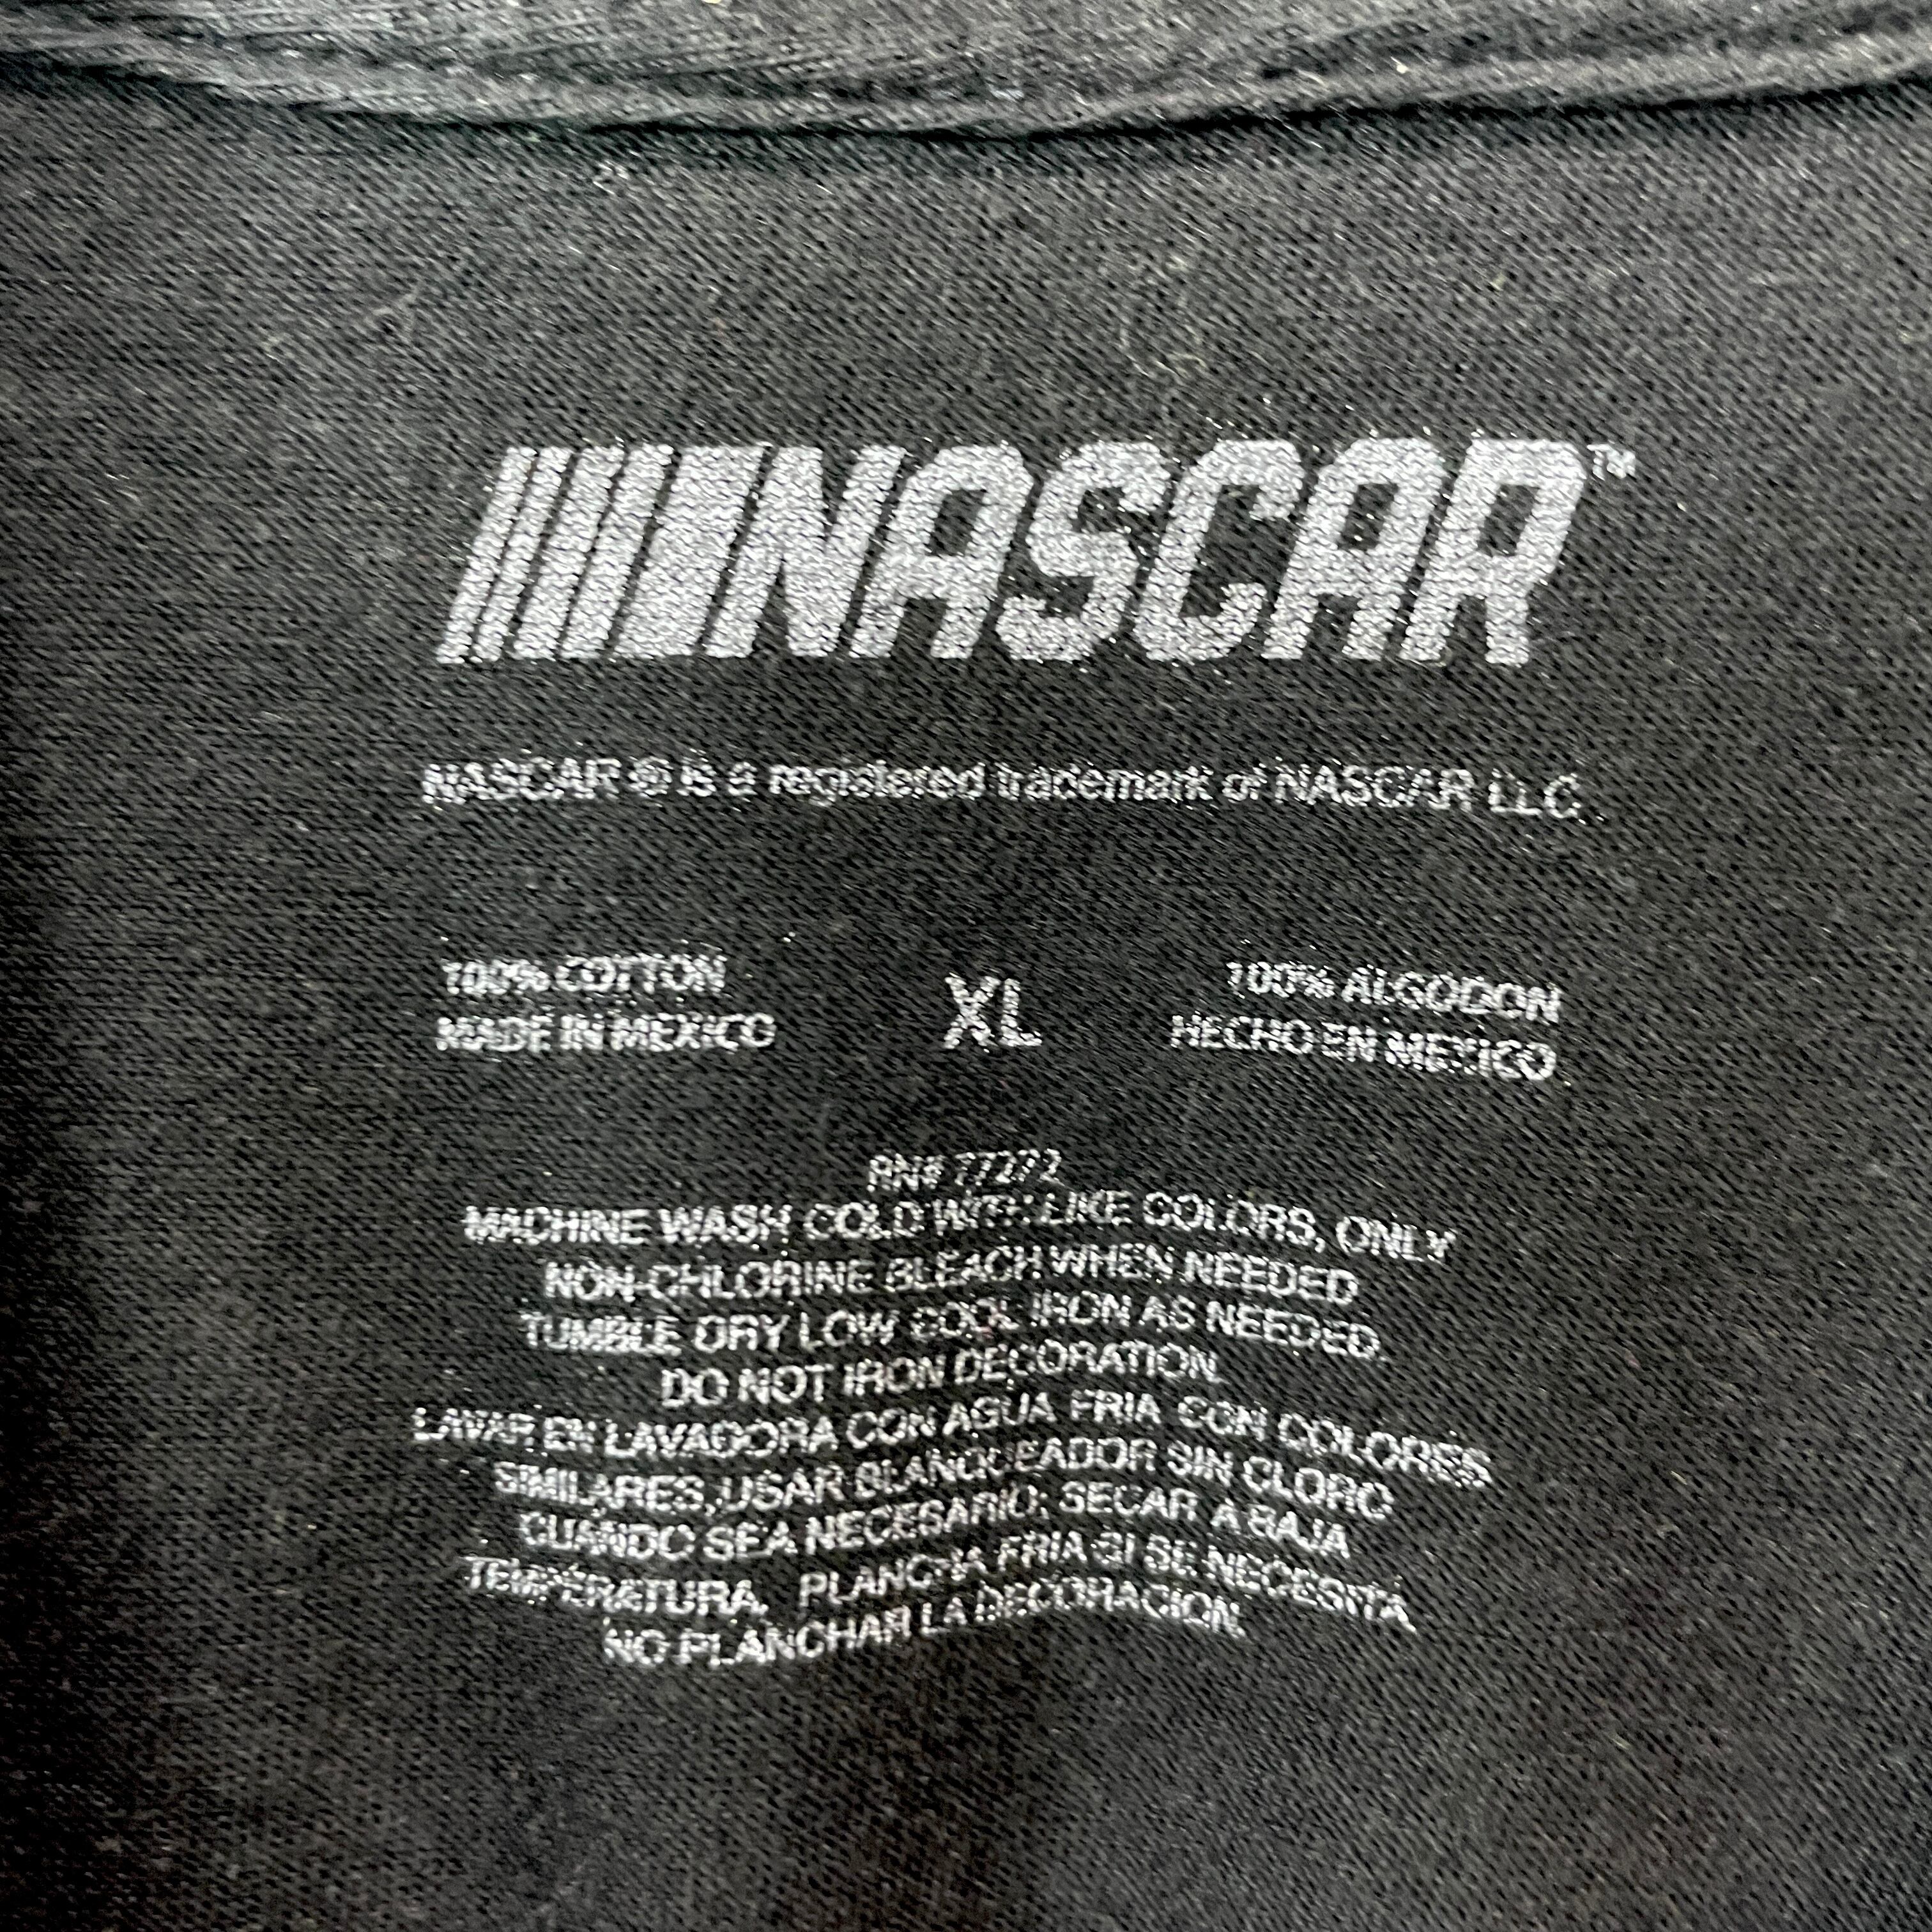 NASCAR™
NASCAR ® is a registered trademark of NASCAR LLC.
100% COTTON
MADE IN MEXICO
XL
100% ALGODON
HECHO EN MEXICO
RN# 77272
MACHINE WASH COLD WITH LIKE COLORS, ONLY
NON-CHLORINE BLEACH WHEN NEEDED
TUMBLE DRY LOW COOL IRON AS NEEDED.
DO NOT IRON DECORATION.
LAVAR EN LAVADORA CON AGUA FRIA CON COLORES
SIMILARES, USAR BLANQUEADOR SIN CLORO
CUANDO SEA NECESARIO; SECAR A BAJA
TEMPERATURA. PLANCHA FRIA SI SE NECESITA
NO PLANCHAR LA DECORACION.